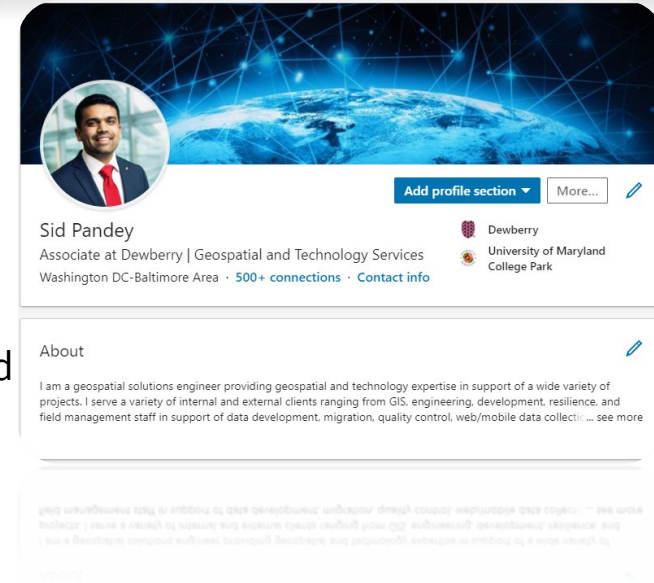 Add profile section
More...
Sid Pandey
Dewberry
Associate at Dewberry | Geospatial and Technology Services
University of Maryland
College Park
Washington DC-Baltimore Area · 500+ connections · Contact info
d
About
I am a geospatial solutions engineer providing geospatial and technology expertise in support of a wide variety of
projects. I serve a variety of internal and external clients ranging from GIS, engineering, development, resilience, and
field management staff in support of data development, migration, quality control, web/mobile data collectic... see more